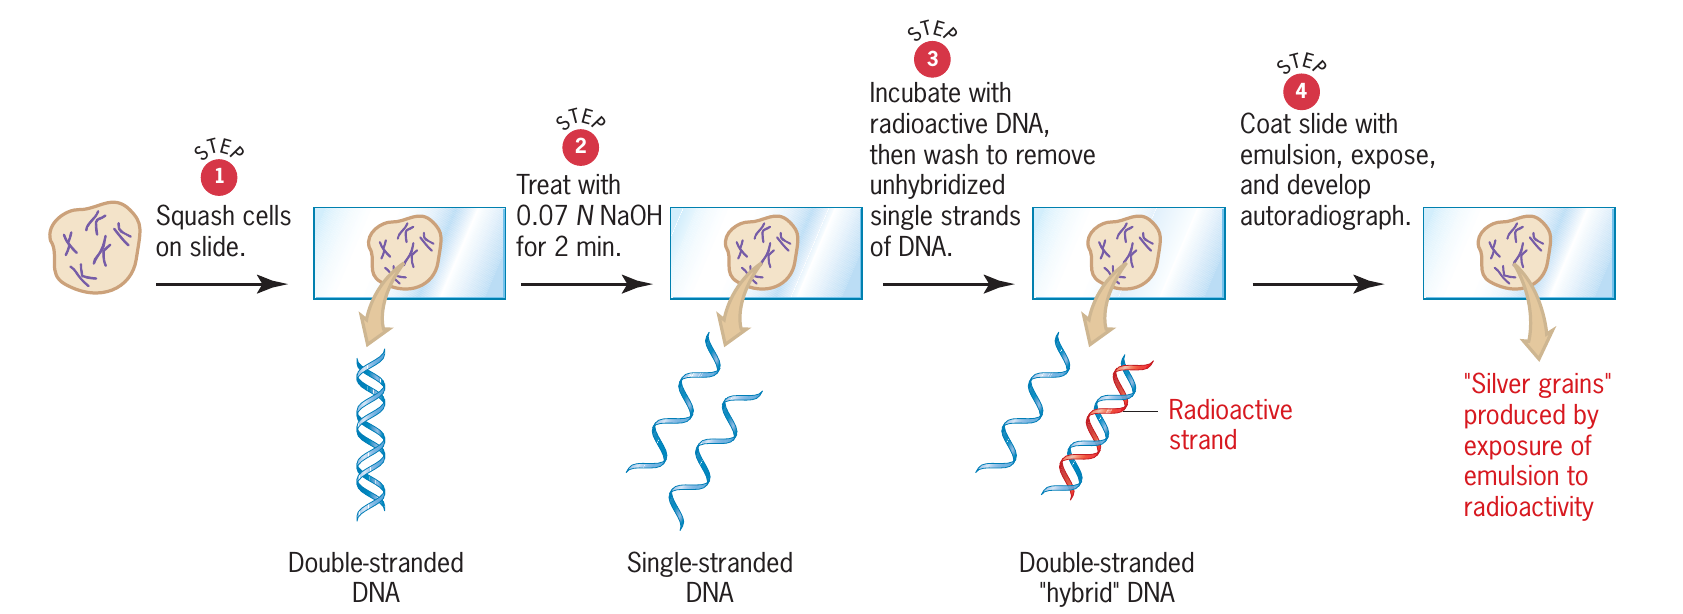 STEP
1
Squash cells
on slide.
STEP
2
Treat with
0.07 N NaOH
for 2 min.
STEP
3
Incubate with
radioactive DNA,
then wash to remove
unhybridized
single strands
of DNA.
STEP
4
Coat slide with
emulsion, expose,
and develop
autoradiograph.
Double-stranded
DNA
Single-stranded
DNA
Radioactive
strand
Double-stranded
"hybrid" DNA
"Silver grains"
produced by
exposure of
emulsion to
radioactivity